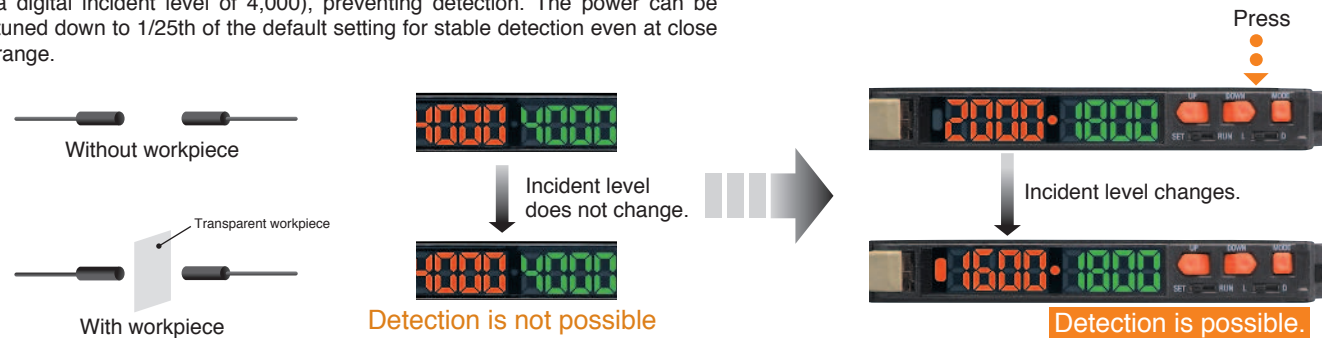 a digital incident level of 4,000), preventing detection. The power can be
tuned down to 1/25th of the default setting for stable detection even at close
range.
Press
Without workpiece
4000 4000
2000 1800
UP DOWN MODE
SET RUN L D
Incident level
does not change.
Incident level changes.
Transparent workpiece
With workpiece
4000 4000
1600 1800
UP DOWN MODE
SET RUN L D
Detection is not possible
Detection is possible.